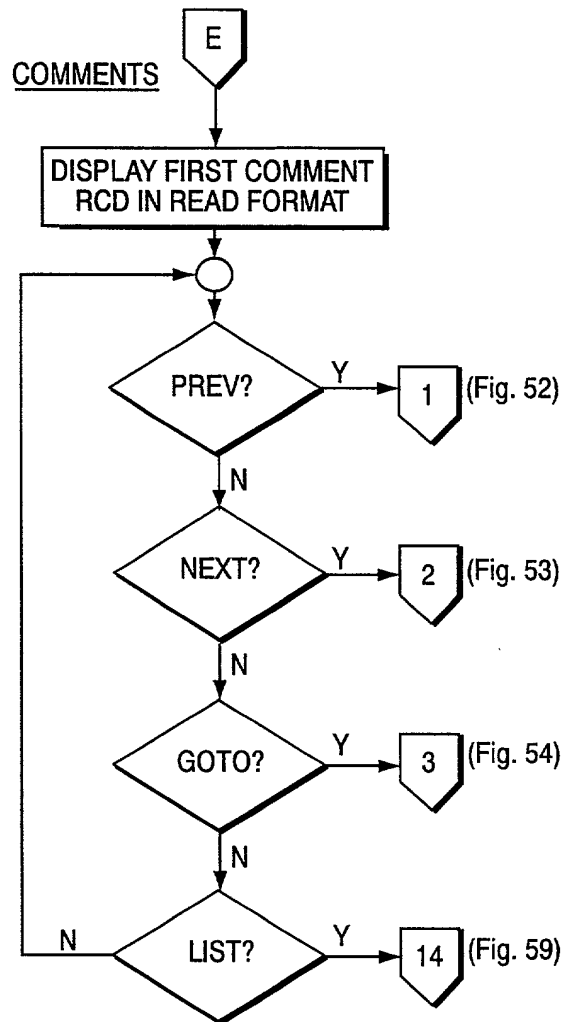 E
COMMENTS
DISPLAY FIRST COMMENT
RCD IN READ FORMAT
PREV?
Y
1
(Fig. 52)
N
NEXT?
Y
2
(Fig. 53)
N
GOTO?
Y
3
(Fig. 54)
N
N
LIST?
Y
14
(Fig. 59)